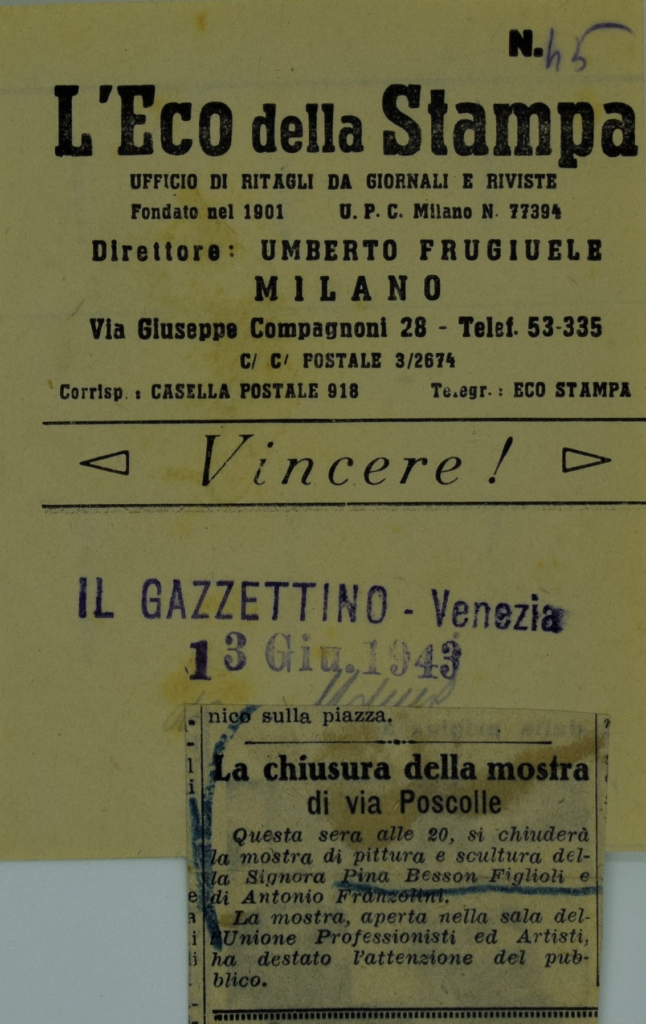 N. 45
L'Eco della Stampa
UFFICIO DI RITAGLI DA GIORNALI E RIVISTE
Fondato nel 1901 U. P. C. Milano N. 77394
Direttore: UMBERTO FRUGIUELE
MILANO
Via Giuseppe Compagnoni 28 - Telef. 53-335
C/ C/ POSTALE 3/2674
Corrisp. : CASELLA POSTALE 918 Telegr. : ECO STAMPA
Vincere !
IL GAZZETTINO - Venezia
13 Giu. 1943
nico sulla piazza.
La chiusura della mostra
di via Poscolle
Questa sera alle 20, si chiuderà
la mostra di pittura e scultura del-
la Signora Pina Besson Figlioli e
di Antonio Franzolini.
La mostra, aperta nella sala del-
l'Unione Professionisti ed Artisti,
ha destato l'attenzione del pub-
blico.